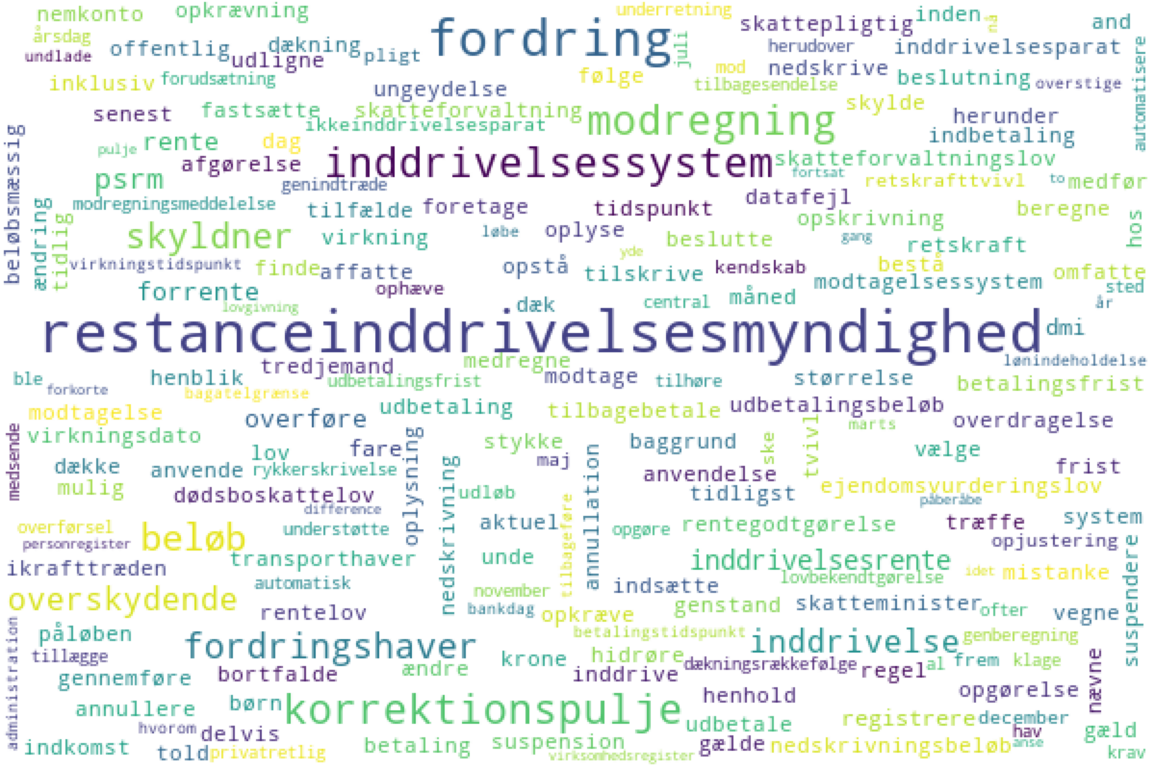 nemkonto opkrævning fordring underretning skattepligtig inden nå and
årsdag offentlig dækning pligt juli herudover inddrivelsesparat
undlade udligne følge mod nedskrive beslutning overstige automatisere
inklusiv forudsætning ungeydelse tilbagesendelse
senest fastsætte skatteforvaltning modregning skylde herunder
beløbsmæssig rente dag ikkeinddrivelsesparat indbetaling
pulje afgørelse inddrivelsessystem skatteforvaltningslov
psrm genindtræde fortsat retskrafttvivl to medfør
modregningsmeddelelse tilfælde foretage tidspunkt datafejl beregne
ændring tidlig skyldner virkning løbe oplyse beslutte opskrivning gang retskraft hos
virkningstidspunkt finde affatte opstå yde tilskrive kendskab bestå omfatte
forrente ophæve modtagelsessystem sted
lovgivning dæk central måned år
restanceinddrivelsesmyndighed dmi
tredjemand medregne lønindeholdelse
ble henblik udbetalingsfrist modtage tilhøre størrelse betalingsfrist
forkorte bagatelgrænse
modtagelse overføre udbetaling tilbagebetale udbetalingsbeløb overdragelse
virkningsdato lov fare oplysning stykke baggrund ske tvivl marts vælge
medsende dække anvende rykkerskrivelse nedskrivning maj annullation anvendelse frist
mulig dødsboskattelov udløb tidligst ejendomsvurderingslov
difference påberåbe
overførsel beløb understøtte aktuel tilbageføre opgøre rentegodtgørelse træffe system
personregister opjustering
ikrafttræden transporthaver unde inddrivelsesrente idet mistanke suspendere
automatisk november indsætte lovbekendtgørelse
overskydende rentelov bankdag opkræve genstand skatteminister ofter vegne
administration påløben fordringshaver betalingstidspunkt inddrivelse genberegning
tillægge ændre krone hidrøre dækningsrækkefølge regel al frem klage nævne
gennemføre bortfalde inddrive
annullere børn korrektionspulje henhold opgørelse
hvorom delvis udbetale registrere december hav gæld
indkomst told privatretlig betaling suspension virksomhedsregister gælde nedskrivningsbeløb anse krav